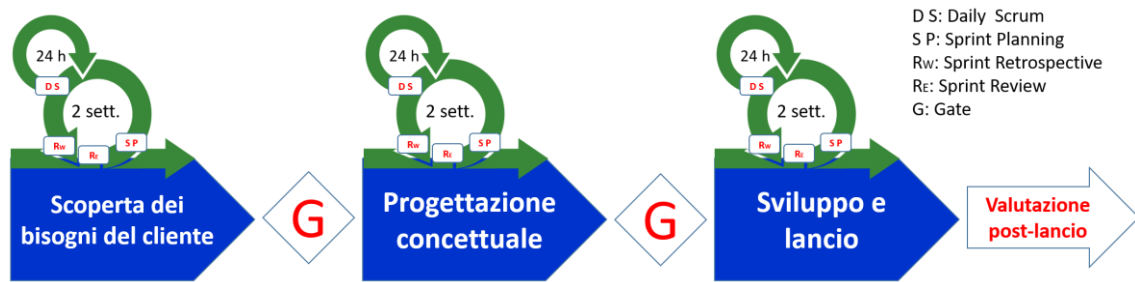 24 h
D S
2 sett.
Rw
RE
S P
Scoperta dei
bisogni del cliente
G
24 h
D S
2 sett.
Rw
RE
S P
Progettazione
concettuale
G
24 h
D S
2 sett.
Rw
RE
S P
Sviluppo e
lancio
Valutazione
post-lancio
D S: Daily Scrum
S P: Sprint Planning
Rw: Sprint Retrospective
RE: Sprint Review
G: Gate